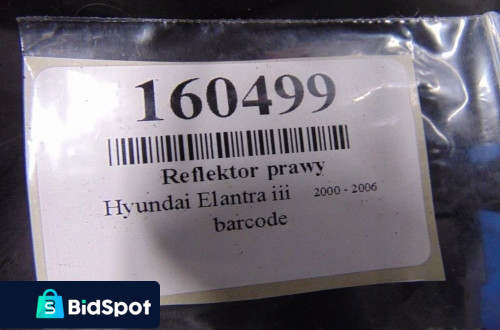 160499
Reflektor prawy
Hyundai Elantra iii 2000 - 2006
barcode
BidSpot